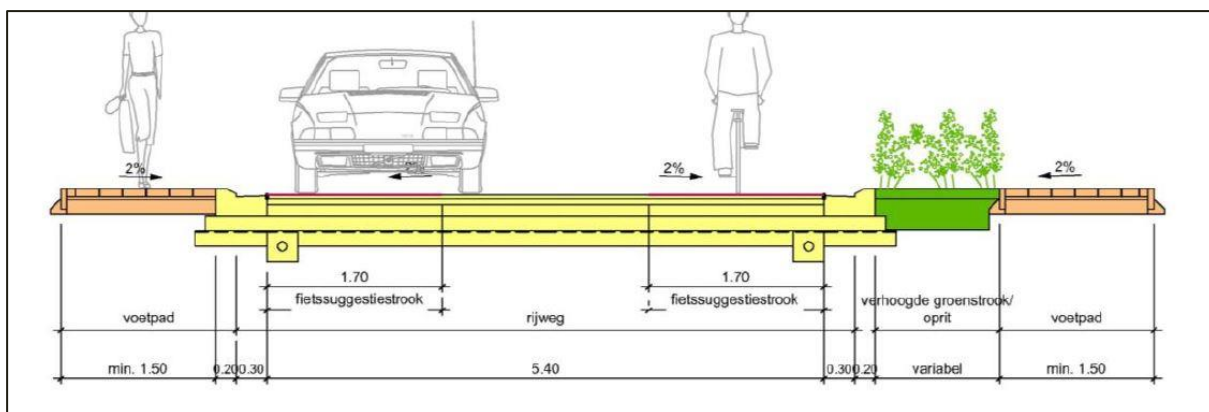 2%
2%
2%
2%
1.70
1.70
fietssuggestiestrook
fietssuggestiestrook
verhoogde groenstrook/
oprit
voetpad
rijweg
voetpad
min. 1.50
0.20
0.30
5.40
0.30
0.20
variabel
min. 1.50